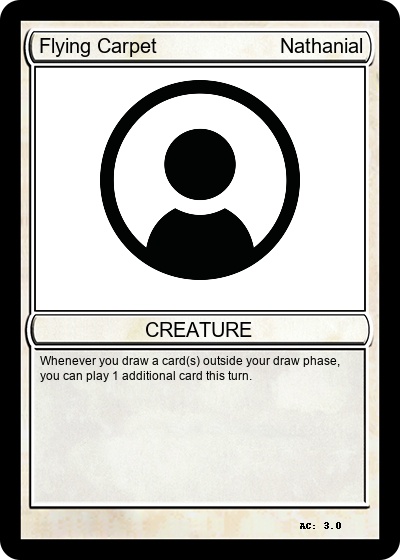 Flying Carpet Nathanial
CREATURE
Whenever you draw a card(s) outside your draw phase,
you can play 1 additional card this turn.
AC: 3.0